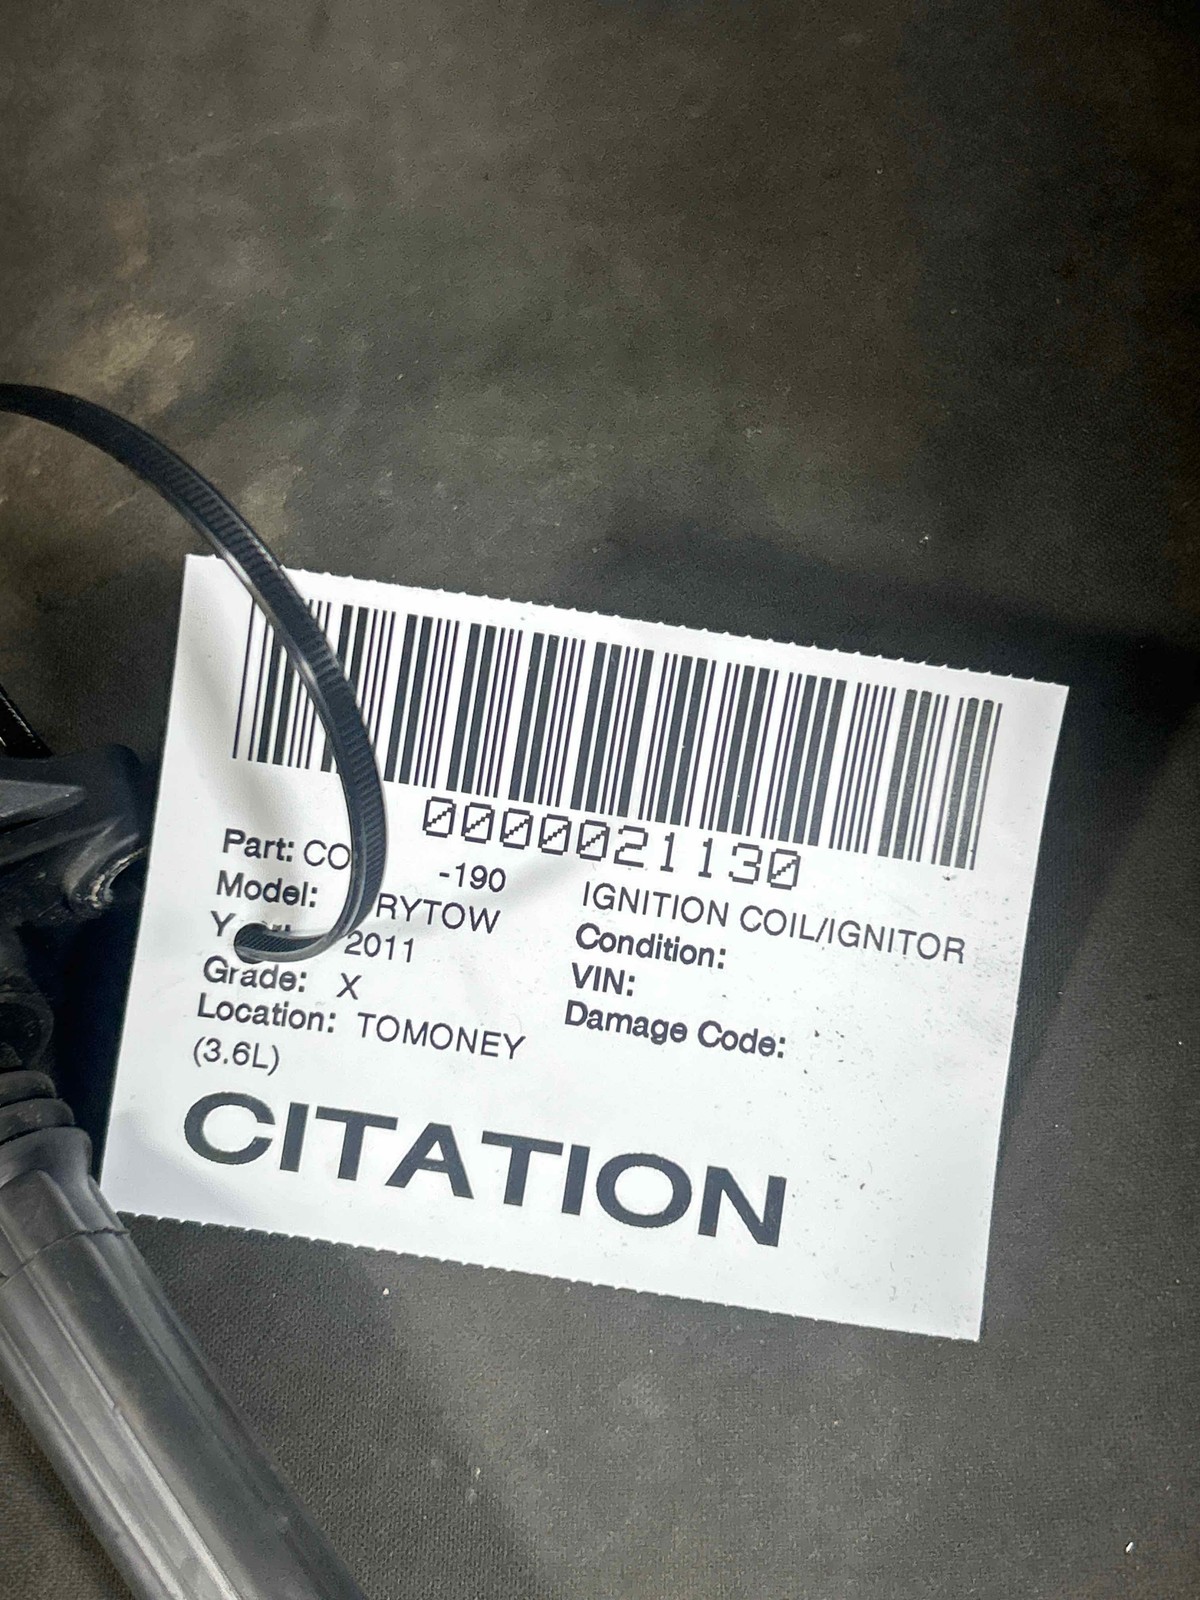 0000021130
Part: CO -190
IGNITION COIL/IGNITOR
Model: RYTOW
Condition:
2011
VIN:
Grade: X
Damage Code:
Location: TOMONEY
(3.6L)
CITATION